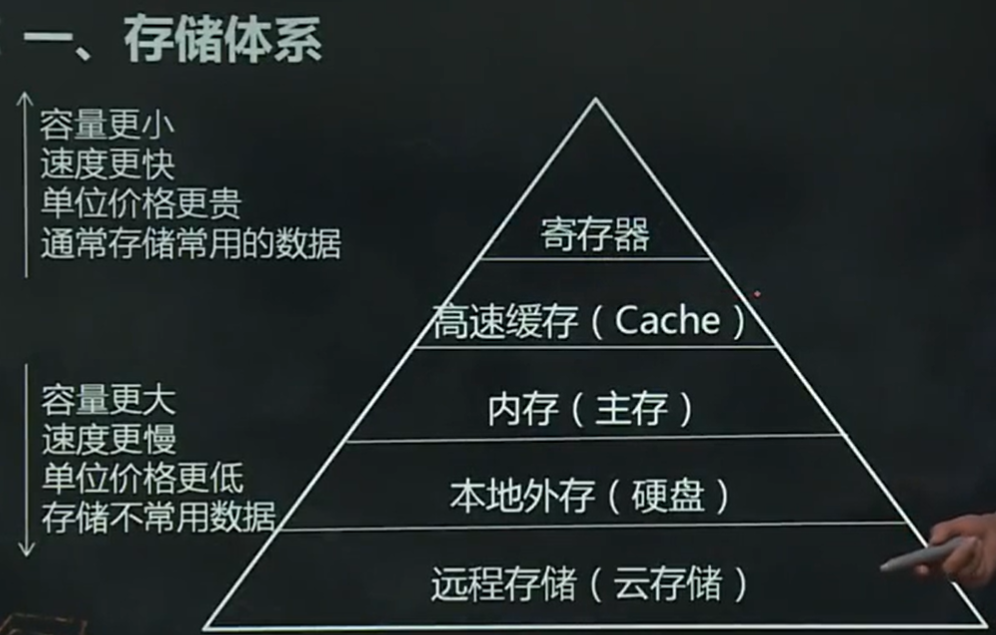 一、存储体系
容量更小
速度更快
单位价格更贵
通常存储常用的数据
容量更大
速度更慢
单位价格更低
存储不常用数据
寄存器
高速缓存（Cache）
内存（主存）
本地外存（硬盘）
远程存储（云存储）